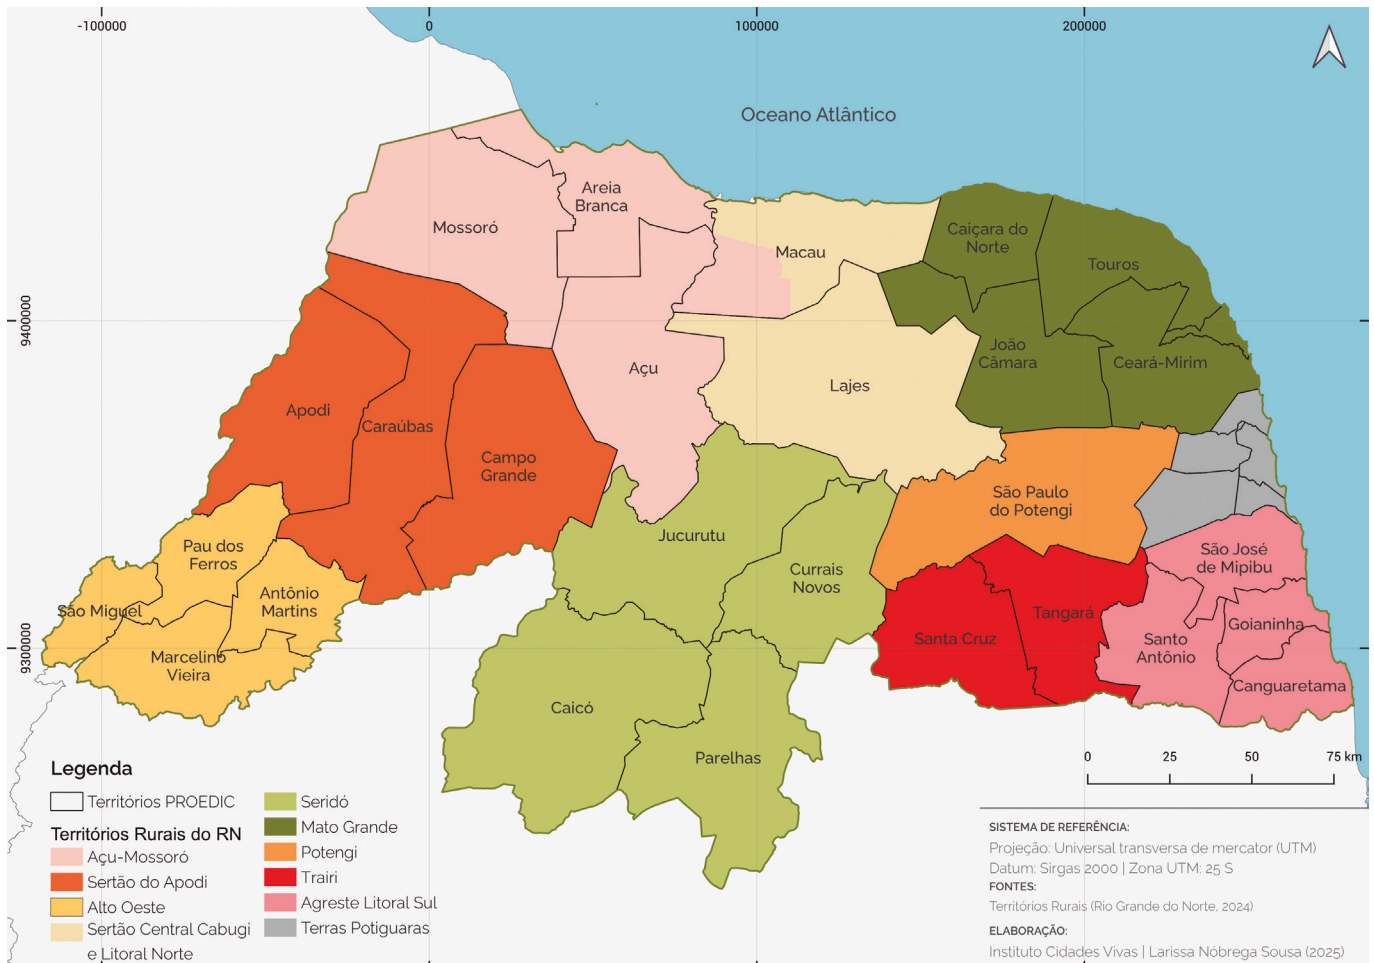 -100000
0
100000
200000
Oceano Atlântico
Areia
Branca
Mossoró
Macau
Caiçara do
Norte
Touros
9400000
João
Câmara
Ceará-Mirim
Açu
Lajes
Apodi
Caraúbas
Campo
Grande
São Paulo
do Potengi
Jucurutu
Pau dos
Ferros
São José
de Mipibu
Currais
Novos
Antônio
Martins
São Miguel
Tangará
Goianinha
9300000
Santa Cruz
Santo
Antônio
Marcelino
Vieira
Canguaretama
Caicó
Parelhas
0
25
50
75 km
Legenda
Territórios PROEDIC
Territórios Rurais do RN
Açu-Mossoró
Sertão do Apodi
Alto Oeste
Sertão Central Cabugi
e Litoral Norte
Seridó
Mato Grande
Potengi
Trairi
Agreste Litoral Sul
Terras Potiguaras
SISTEMA DE REFERÊNCIA:
Projeção: Universal transversa de mercator (UTM)
Datum: Sirgas 2000 | Zona UTM: 25 S
FONTES:
Territórios Rurais (Rio Grande do Norte, 2024)
ELABORAÇÃO:
Instituto Cidades Vivas | Larissa Nóbrega Sousa (2025)